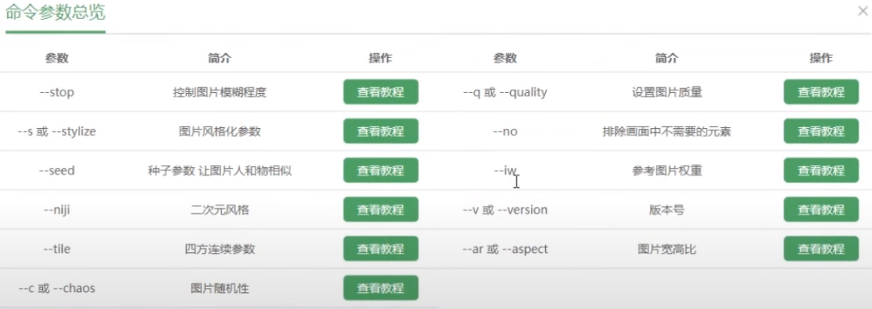 命令参数总览 ×
参数 简介 操作 参数 简介 操作
--stop 控制图片模糊程度 查看教程 --q 或 --quality 设置图片质量 查看教程
--s 或 --stylize 图片风格化参数 查看教程 --no 排除画面中不需要的元素 查看教程
--seed 种子参数 让图片人和物相似 查看教程 --iw 参考图片权重 查看教程
--niji 二次元风格 查看教程 --v 或 --version 版本号 查看教程
--tile 四方连续参数 查看教程 --ar 或 --aspect 图片宽高比 查看教程
--c 或 --chaos 图片随机性 查看教程